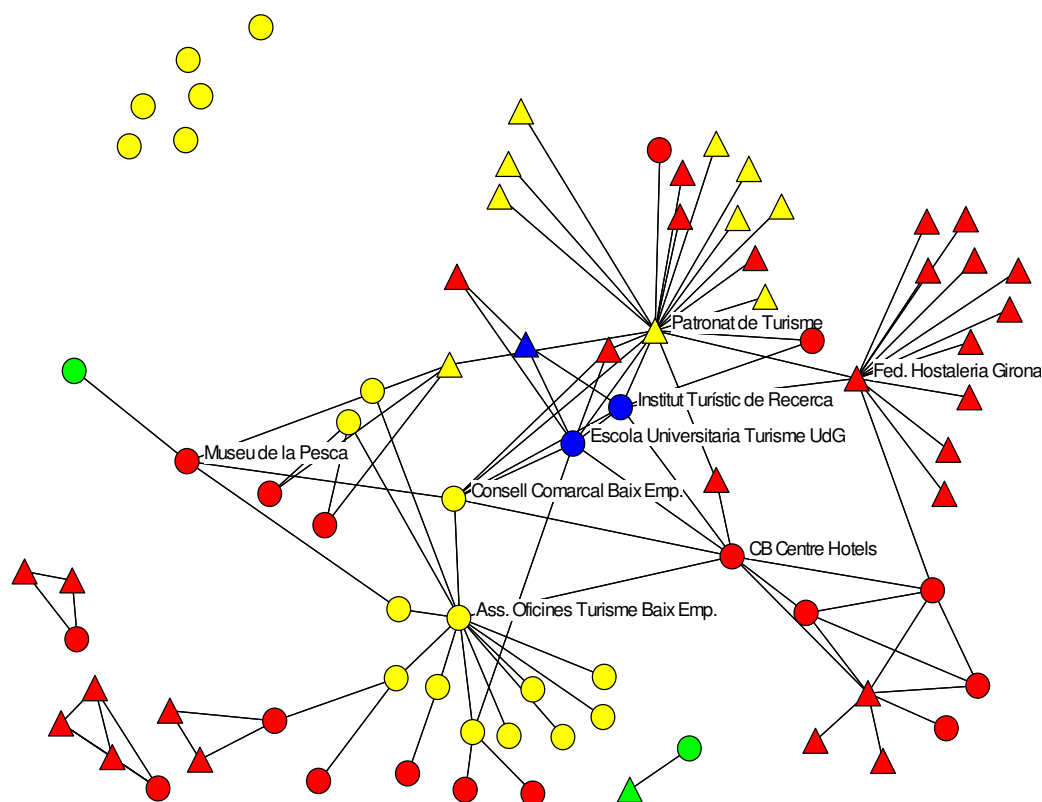 Patronat de Turisme
Fed. Hostaleria Girona
Institut Turístic de Recerca
Escola Universitaria Turisme UdG
Museu de la Pesca
Consell Comarcal Baix Emp.
CB Centre Hotels
Ass. Oficines Turisme Baix Emp.